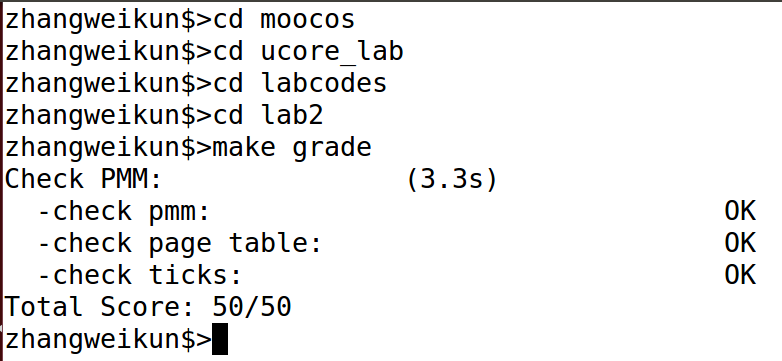 zhangweikun$>cd moocos
zhangweikun$>cd ucore_lab
zhangweikun$>cd labcodes
zhangweikun$>cd lab2
zhangweikun$>make grade
Check PMM:               (3.3s)
  -check pmm:                                OK
  -check page table:                         OK
  -check ticks:                              OK
Total Score: 50/50
zhangweikun$>